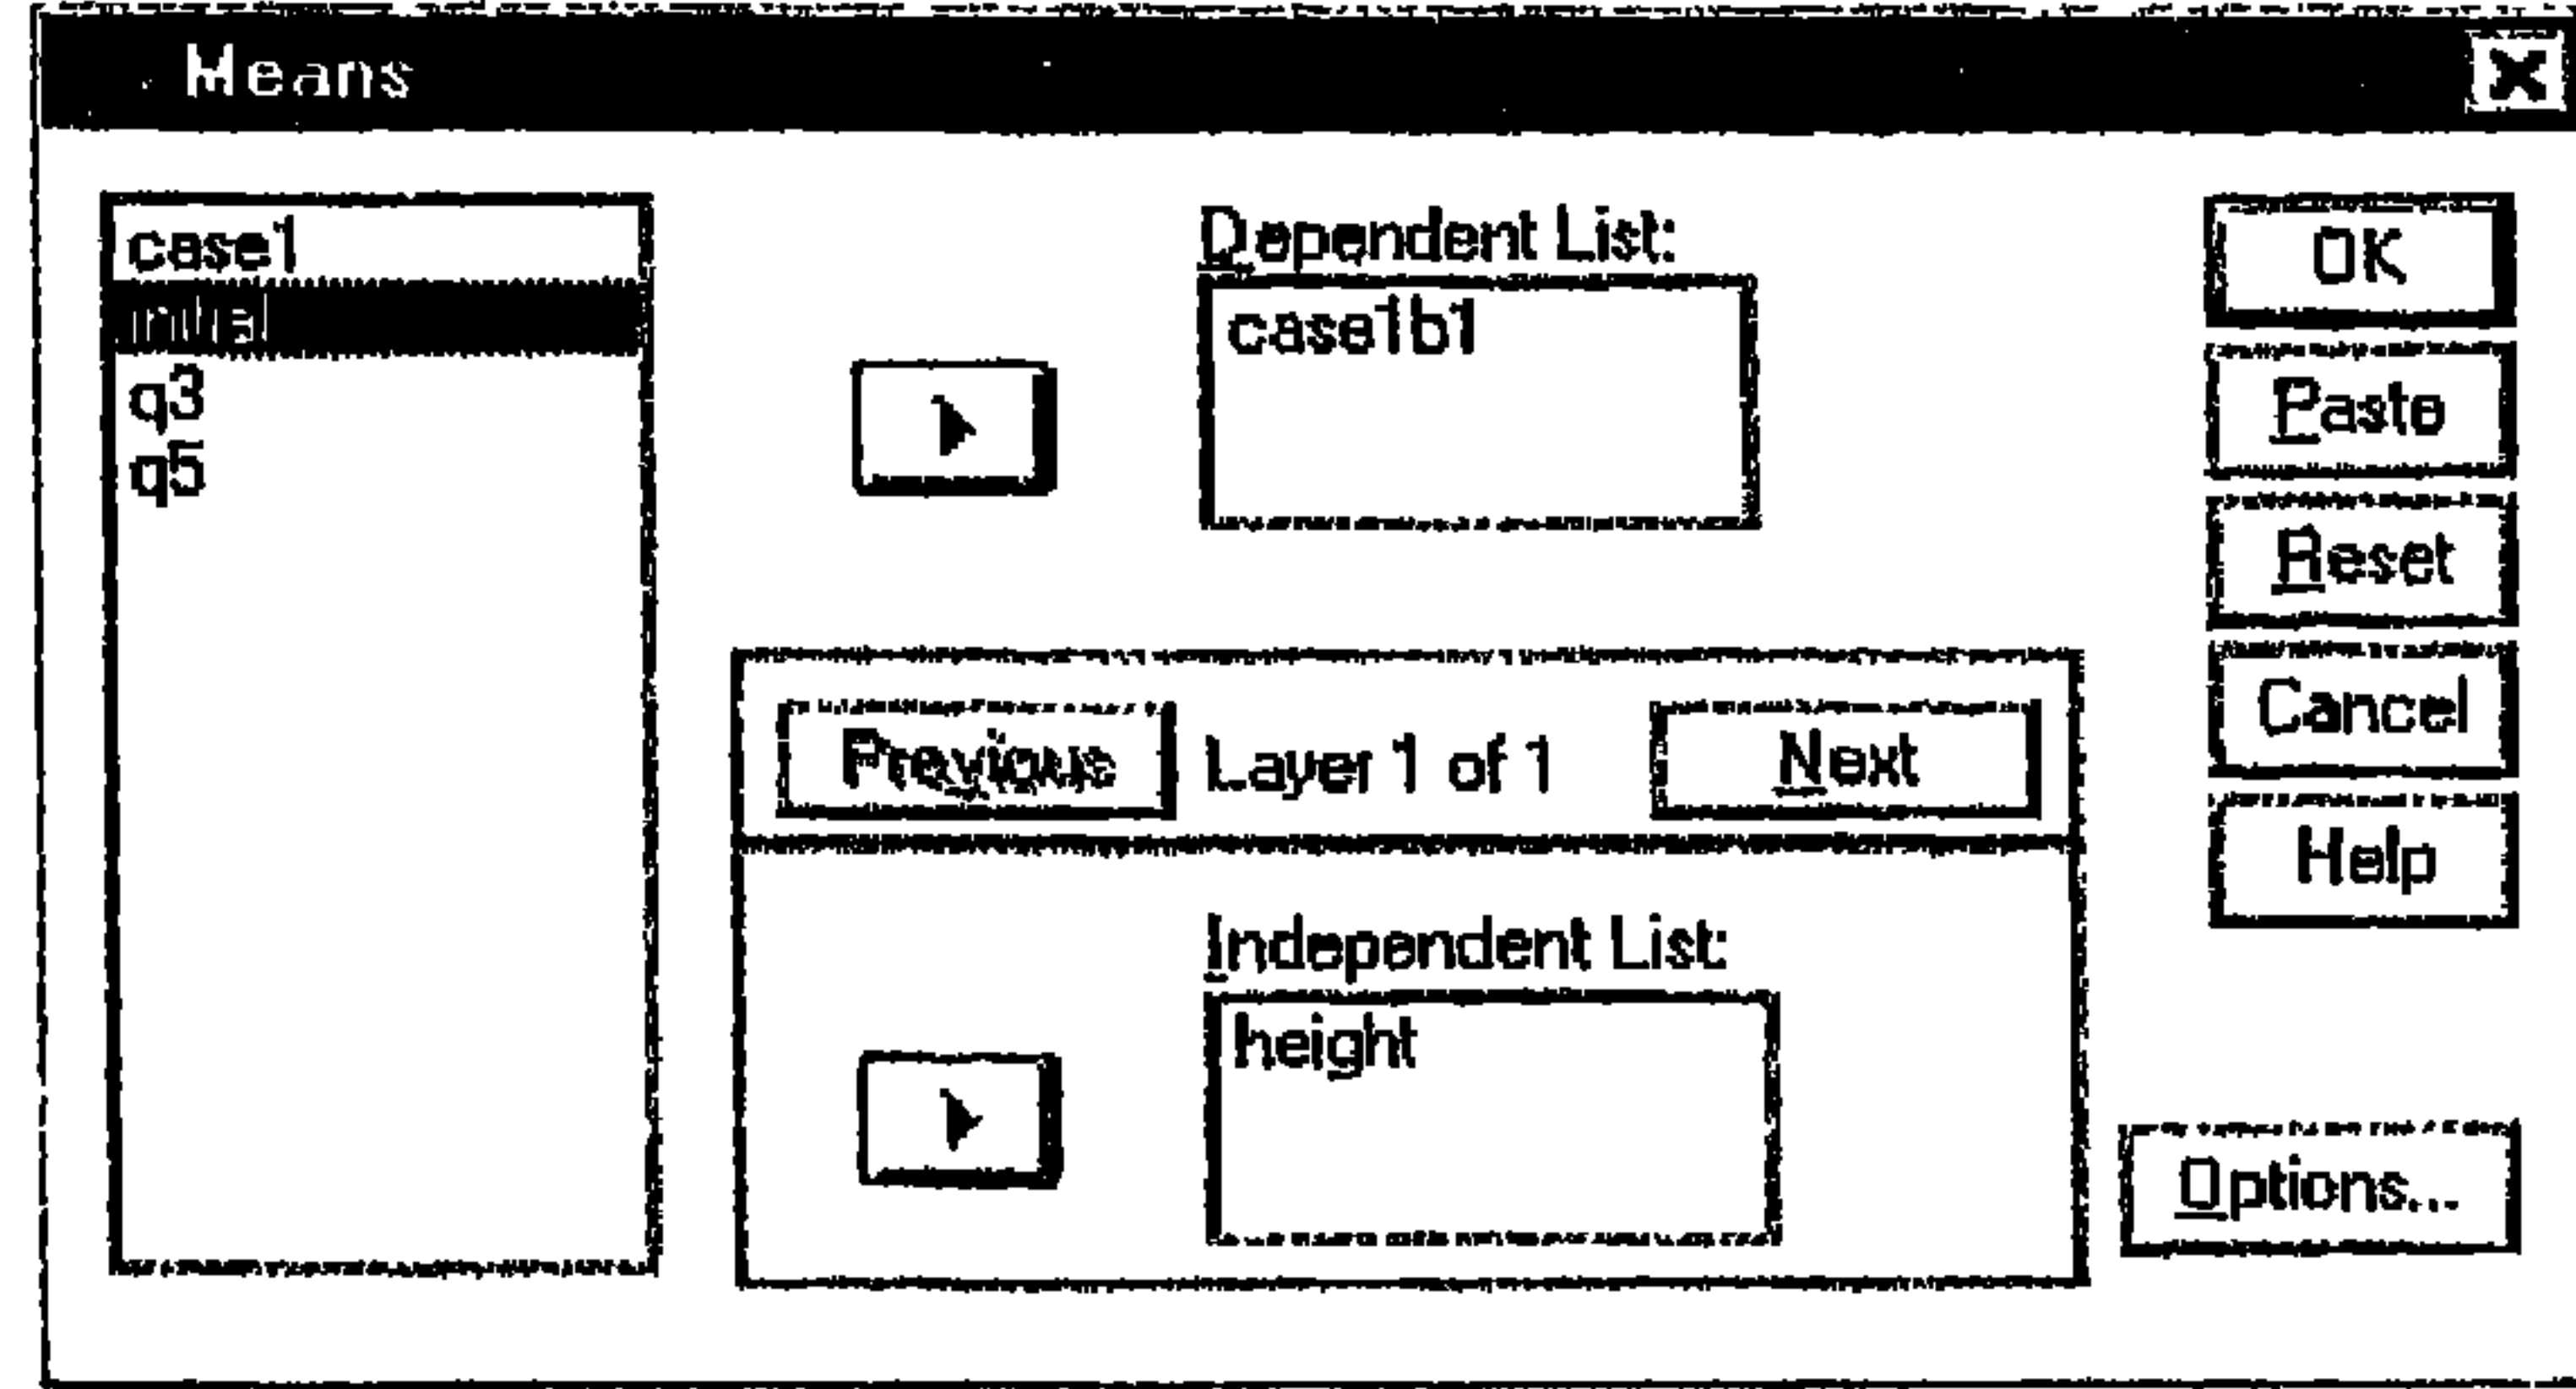 Means
case1
q3
q5
Dependent List:
case1b1
Previous
Layer 1 of 1
Next
Independent List:
height
OK
Paste
Reset
Cancel
Help
Options...